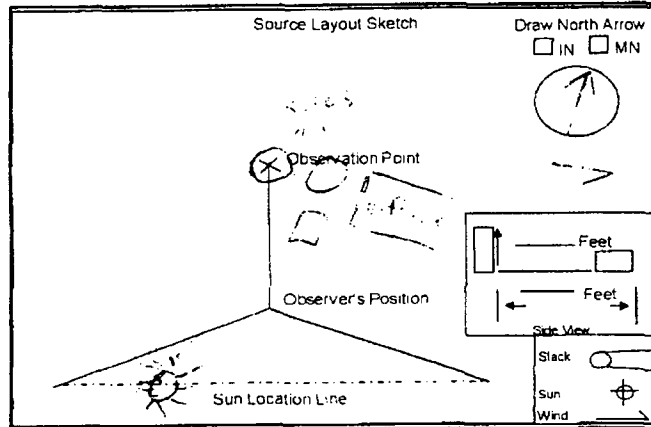 Source Layout Sketch
Draw North Arrow
IN MN
Observation Point
Feet
Observer's Position
Feet
Side View
Stack
Sun
Sun Location Line
Wind